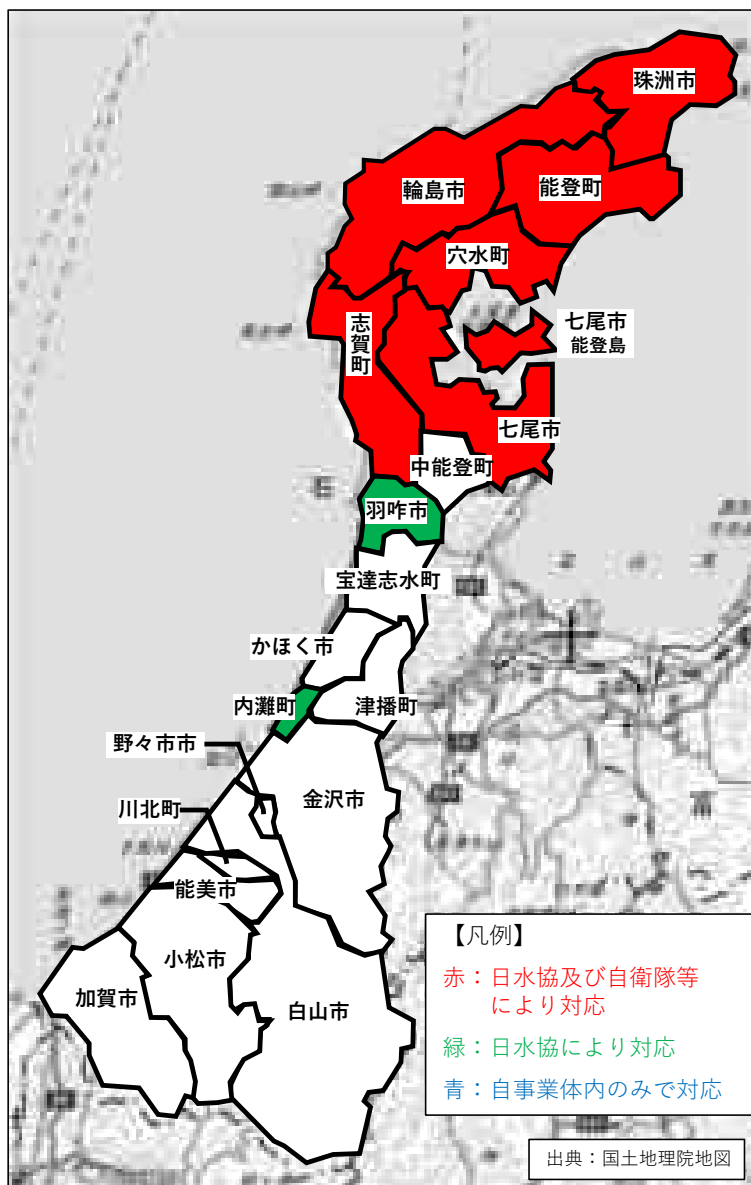 珠洲市
輪島市
能登町
穴水町
七尾市
能登島
志賀町
七尾市
中能登町
羽咋市
宝達志水町
かほく市
内灘町
津播町
野々市市
金沢市
川北町
能美市
小松市
加賀市
白山市
【凡例】
赤：日水協及び自衛隊等
により対応
緑：日水協により対応
青：自事業体内のみで対応
出典：国土地理院地図